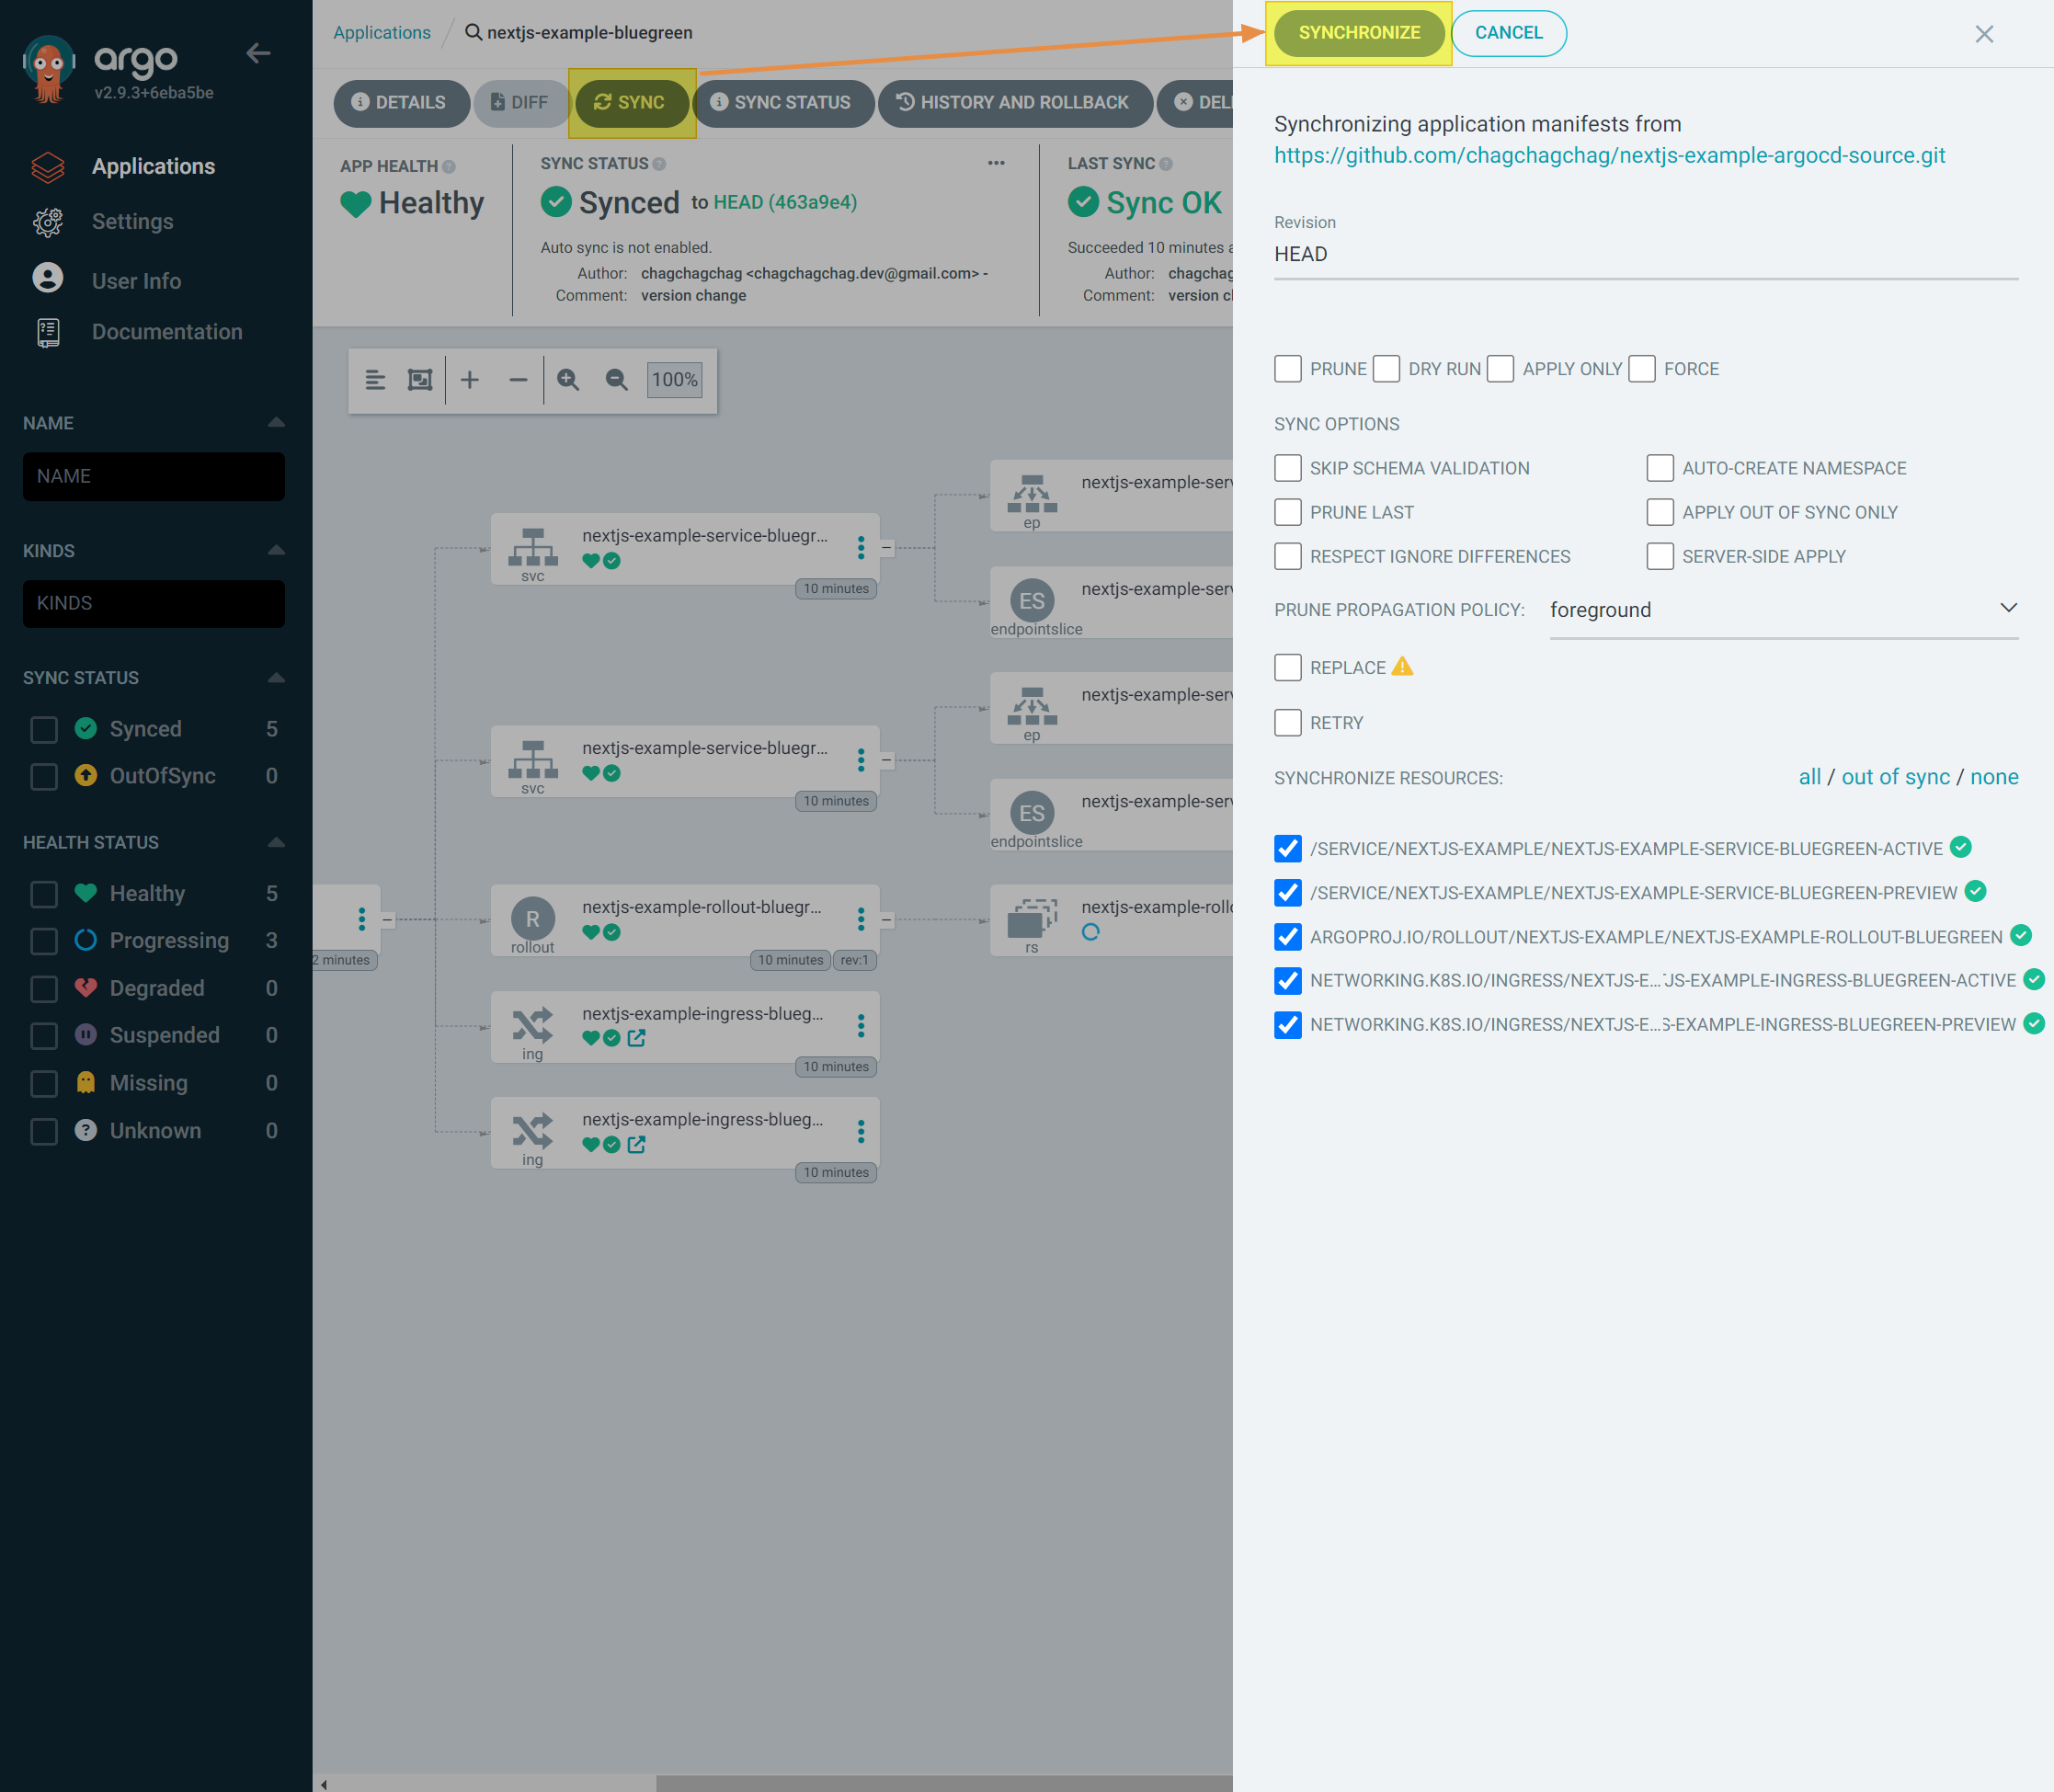 argo
v2.9.3+6eba5be
Applications
Settings
User Info
Documentation
NAME
NAME
KINDS
KINDS
SYNC STATUS
Synced 5
OutOfSync 0
HEALTH STATUS
Healthy 5
Progressing 3
Degraded 0
Suspended 0
Missing 0
Unknown 0
Applications / nextjs-example-bluegreen
DETAILS DIFF SYNC SYNC STATUS HISTORY AND ROLLBACK DEL
APP HEALTH
Healthy
SYNC STATUS
Synced to HEAD (463a9e4)
Auto sync is not enabled.
Author: chagchagchag <chagchagchag.dev@gmail.com> -
Comment: version change
LAST SYNC
Sync OK
Succeeded 10 minutes a
Author: chagchag
Comment: version cl
100%
2 minutes
nextjs-example-service-bluegr...
svc
10 minutes
nextjs-example-service-bluegr...
svc
10 minutes
R
nextjs-example-rollout-bluegr...
rollout
10 minutes rev:1
nextjs-example-ingress-blueg...
ing
10 minutes
nextjs-example-ingress-blueg...
ing
10 minutes
nextjs-example-serv
ep
ES
nextjs-example-serv
endpointslice
nextjs-example-serv
ep
ES
nextjs-example-serv
endpointslice
nextjs-example-rollo
rs
SYNCHRONIZE CANCEL
Synchronizing application manifests from
https://github.com/chagchagchag/nextjs-example-argocd-source.git
Revision
HEAD
PRUNE DRY RUN APPLY ONLY FORCE
SYNC OPTIONS
SKIP SCHEMA VALIDATION AUTO-CREATE NAMESPACE
PRUNE LAST APPLY OUT OF SYNC ONLY
RESPECT IGNORE DIFFERENCES SERVER-SIDE APPLY
PRUNE PROPAGATION POLICY: foreground
REPLACE
RETRY
SYNCHRONIZE RESOURCES: all / out of sync / none
/SERVICE/NEXTJS-EXAMPLE/NEXTJS-EXAMPLE-SERVICE-BLUEGREEN-ACTIVE
/SERVICE/NEXTJS-EXAMPLE/NEXTJS-EXAMPLE-SERVICE-BLUEGREEN-PREVIEW
ARGOPROJ.IO/ROLLOUT/NEXTJS-EXAMPLE/NEXTJS-EXAMPLE-ROLLOUT-BLUEGREEN
NETWORKING.K8S.IO/INGRESS/NEXTJS-E...JS-EXAMPLE-INGRESS-BLUEGREEN-ACTIVE
NETWORKING.K8S.IO/INGRESS/NEXTJS-E...S-EXAMPLE-INGRESS-BLUEGREEN-PREVIEW